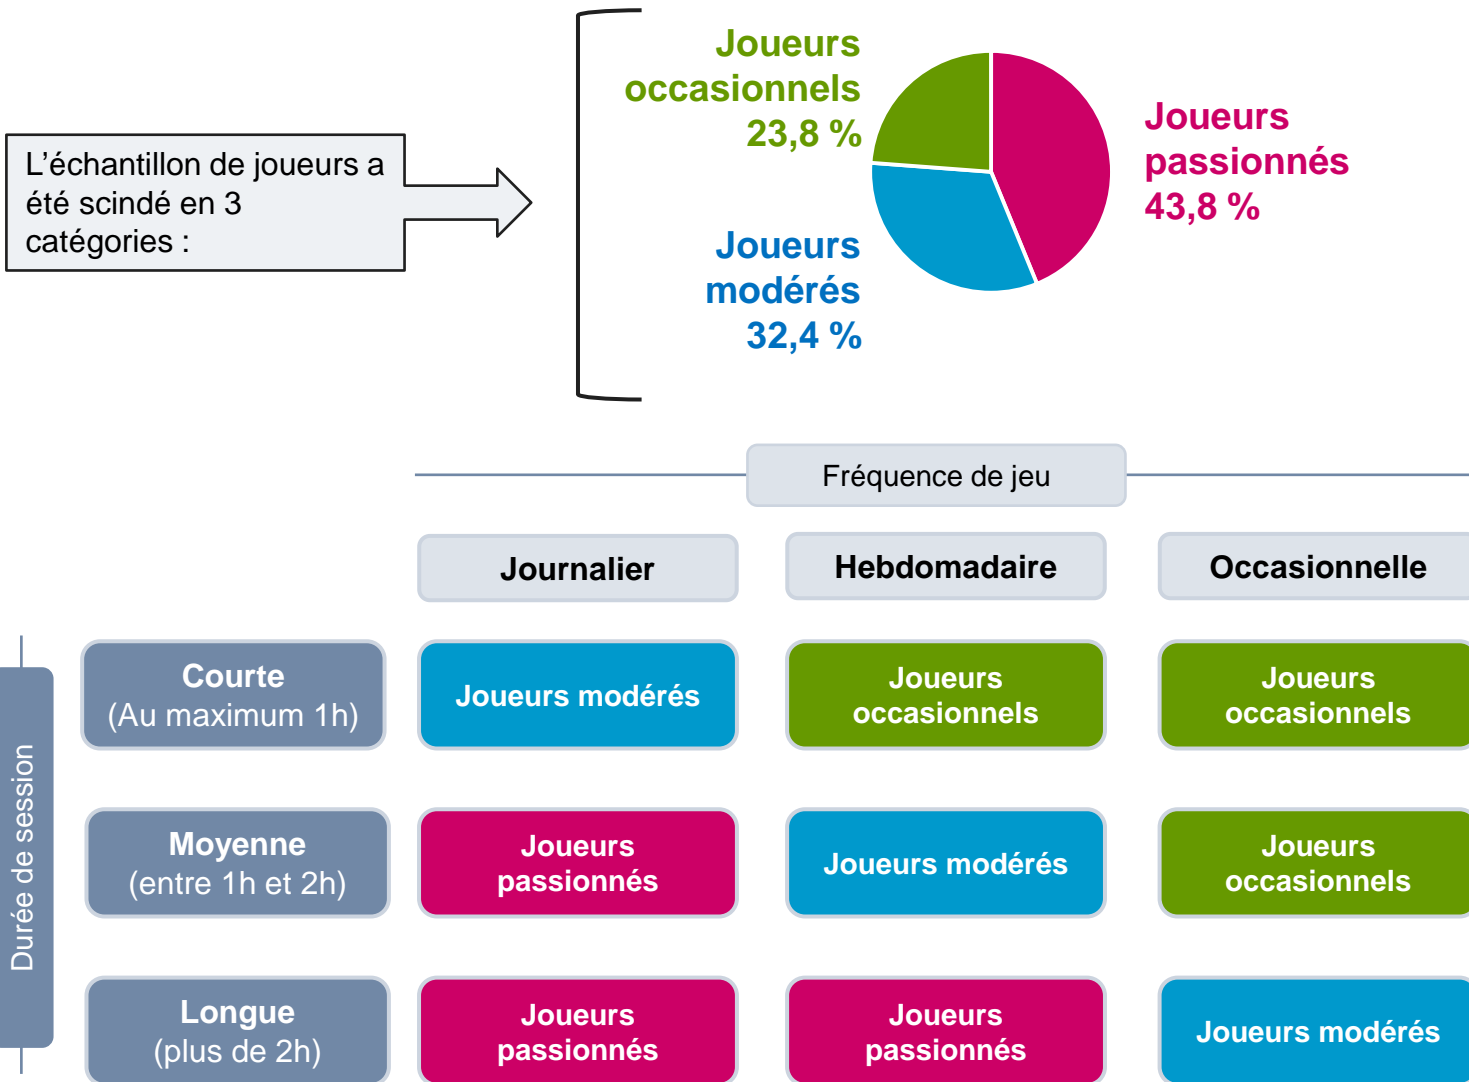 L'échantillon de joueurs a
été scindé en 3
catégories :
Joueurs
occasionnels
23,8 %
Joueurs
passionnés
43,8 %
Joueurs
modérés
32,4 %
Fréquence de jeu
Journalier
Hebdomadaire
Occasionnelle
Durée de session
Courte
(Au maximum 1h)
Joueurs modérés
Joueurs
occasionnels
Joueurs
occasionnels
Moyenne
(entre 1h et 2h)
Joueurs
passionnés
Joueurs modérés
Joueurs
occasionnels
Longue
(plus de 2h)
Joueurs
passionnés
Joueurs
passionnés
Joueurs modérés